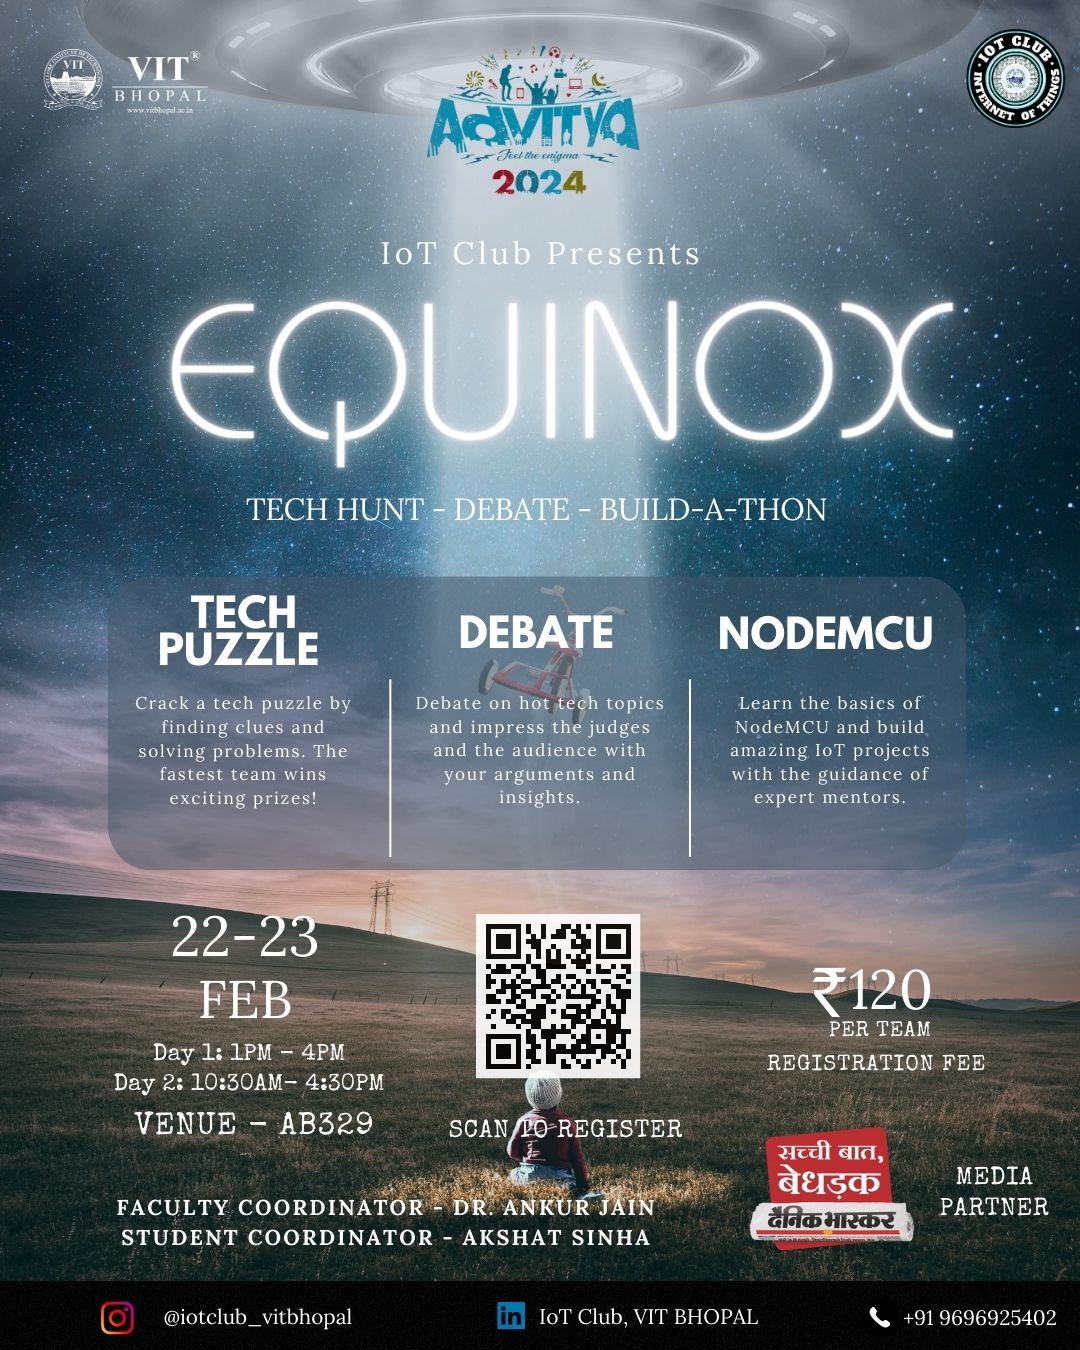 VIT®
BHOPAL
www.vitbhopal.ac.in
VIT
AdVITYA
Feel the enigma
2024
IOT CLUB
INTERNET OF THINGS
IoT Club Presents
EQUINOX
TECH HUNT - DEBATE - BUILD-A-THON
TECH
PUZZLE
Crack a tech puzzle by
finding clues and
solving problems. The
fastest team wins
exciting prizes!
DEBATE
Debate on hot tech topics
and impress the judges
and the audience with
your arguments and
insights.
NODEMCU
Learn the basics of
NodeMCU and build
amazing IoT projects
with the guidance of
expert mentors.
22-23
FEB
Day 1: 1PM - 4PM
Day 2: 10:30AM- 4:30PM
VENUE - AB329
SCAN TO REGISTER
₹120
PER TEAM
REGISTRATION FEE
FACULTY COORDINATOR - DR. ANKUR JAIN
STUDENT COORDINATOR - AKSHAT SINHA
सच्ची बात,
बेधड़क
दैनिक भास्कर
MEDIA
PARTNER
@iotclub_vitbhopal
in
IoT Club, VIT BHOPAL
+91 9696925402